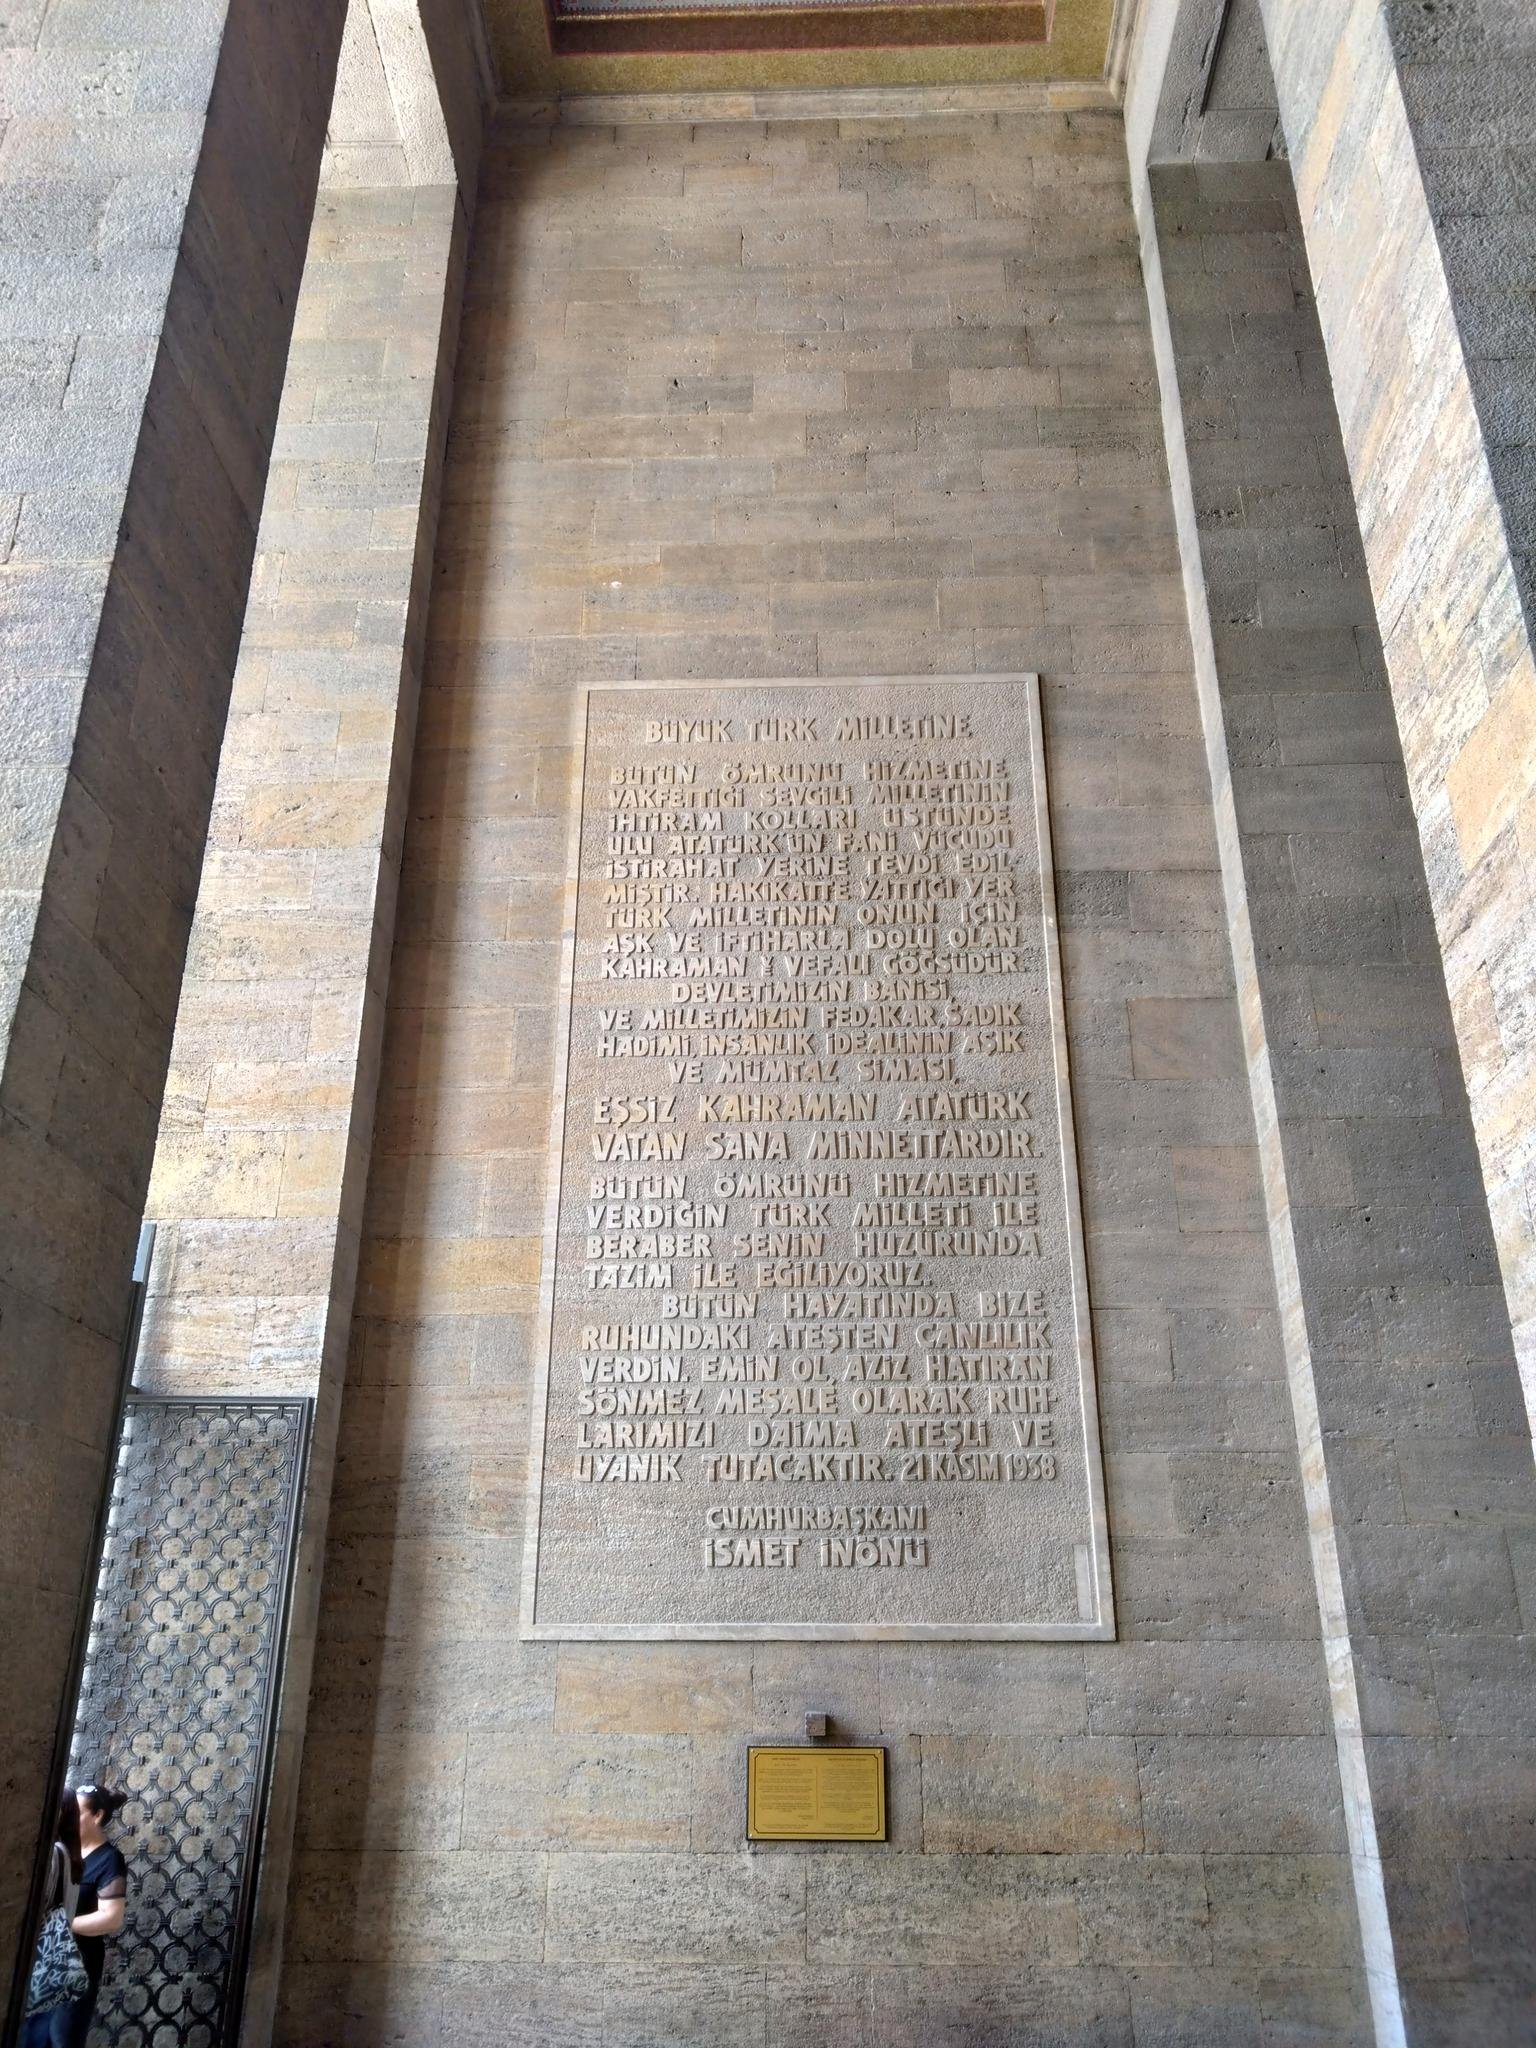 BÜYÜK TÜRK MİLLETİNE
BÜTÜN ÖMRÜNÜ HİZMETİNE
VAKFETTİĞİ SEVGİLİ MİLLETİNİN
İHTİRAM KOLLARI ÜSTÜNDE
ULU ATATÜRK'ÜN FANİ VÜCUDU
İSTİRAHAT YERİNE TEVDİ EDİL-
MİŞTİR. HAKİKATTE YATTIĞI YER
TÜRK MİLLETİNİN ONUN İÇİN
AŞK VE İFTİHARLA DOLU OLAN
KAHRAMAN VE VEFALI GÖĞSÜDÜR.
DEVLETİMİZİN BANİSİ,
VE MİLLETİMİZİN FEDAKAR, SADIK
HADİMİ, İNSANLIK İDEALİNİN AŞIK
VE MÜMTAZ SİMASI,
EŞSİZ KAHRAMAN ATATÜRK
VATAN SANA MİNNETTARDIR.
BÜTÜN ÖMRÜNÜ HİZMETİNE
VERDİĞİN TÜRK MİLLETİ İLE
BERABER SENİN HUZURUNDA
TAZİM İLE EĞİLİYORUZ.
BÜTÜN HAYATINDA BİZE
RUHUNDAKİ ATEŞTEN CANLILIK
VERDİN. EMİN OL, AZİZ HATIRAN
SÖNMEZ MEŞALE OLARAK RUH-
LARIMIZI DAİMA ATEŞLİ VE
UYANIK TUTACAKTIR. 21 KASIM 1938
CUMHURBAŞKANI
İSMET İNÖNÜ